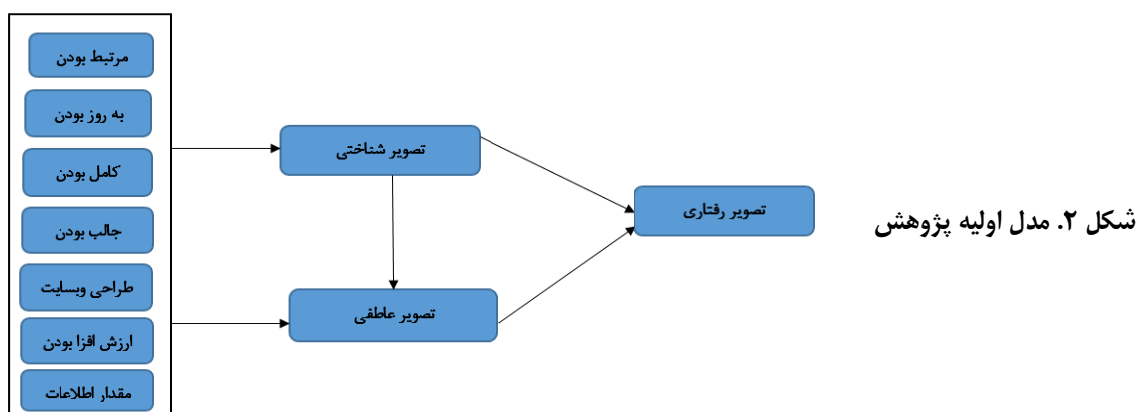 مرتبط بودن
به روز بودن
کامل بودن
جالب بودن
طراحی وبسایت
ارزش افزا بودن
مقدار اطلاعات
تصویر شناختی
تصویر عاطفی
تصویر رفتاری
شکل ۲. مدل اولیه پژوهش